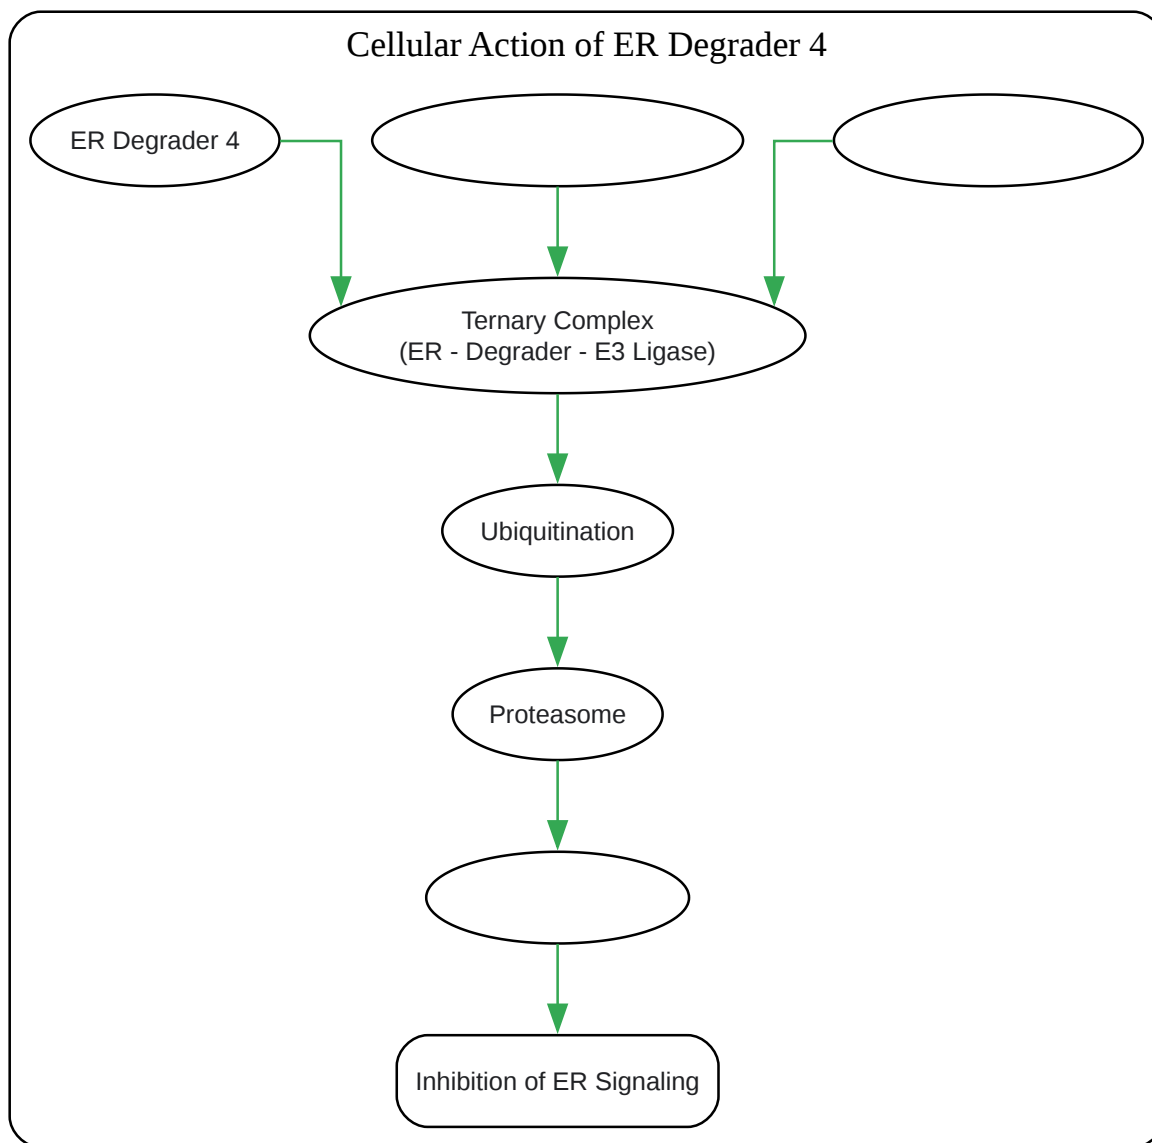 Cellular Action of ER Degrader 4
ER Degrader 4
Ternary Complex
(ER - Degrader - E3 Ligase)
Ubiquitination
Proteasome
Inhibition of ER Signaling